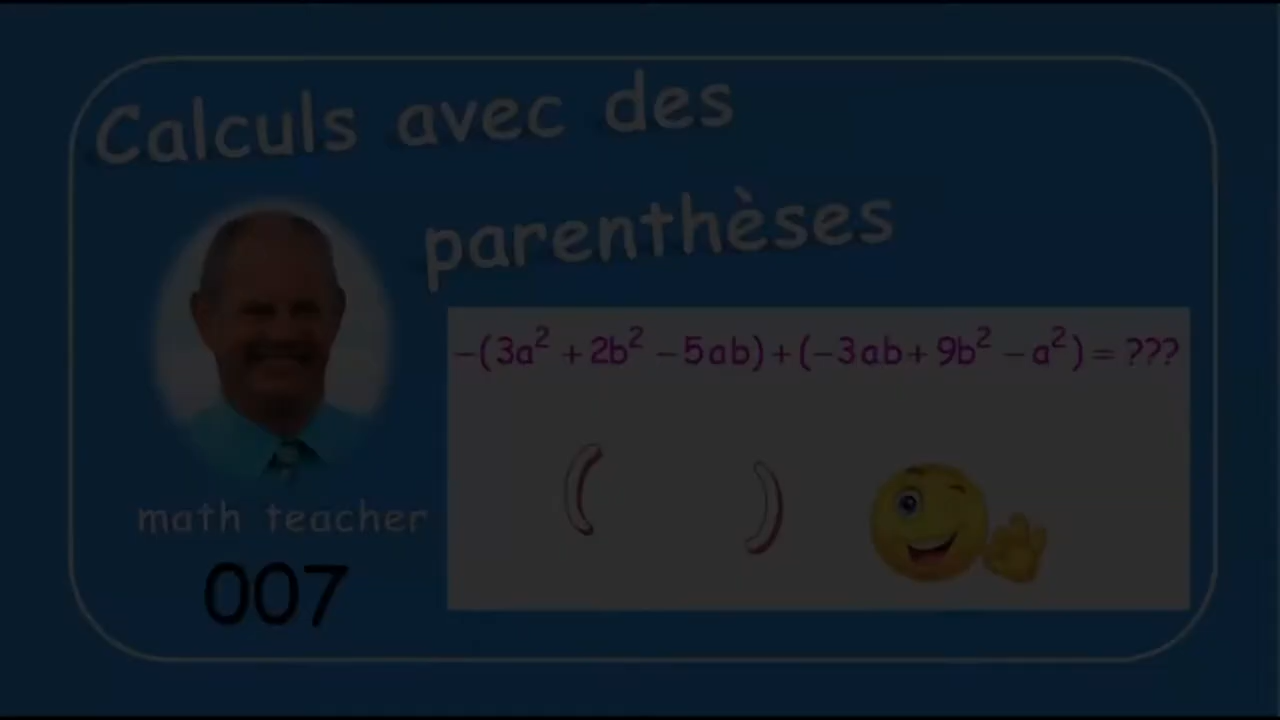 Calculs avec des
parenthèses
−(3a² + 2b² − 5ab) + (−3ab + 9b² − a²) = ???
( )
math teacher
007